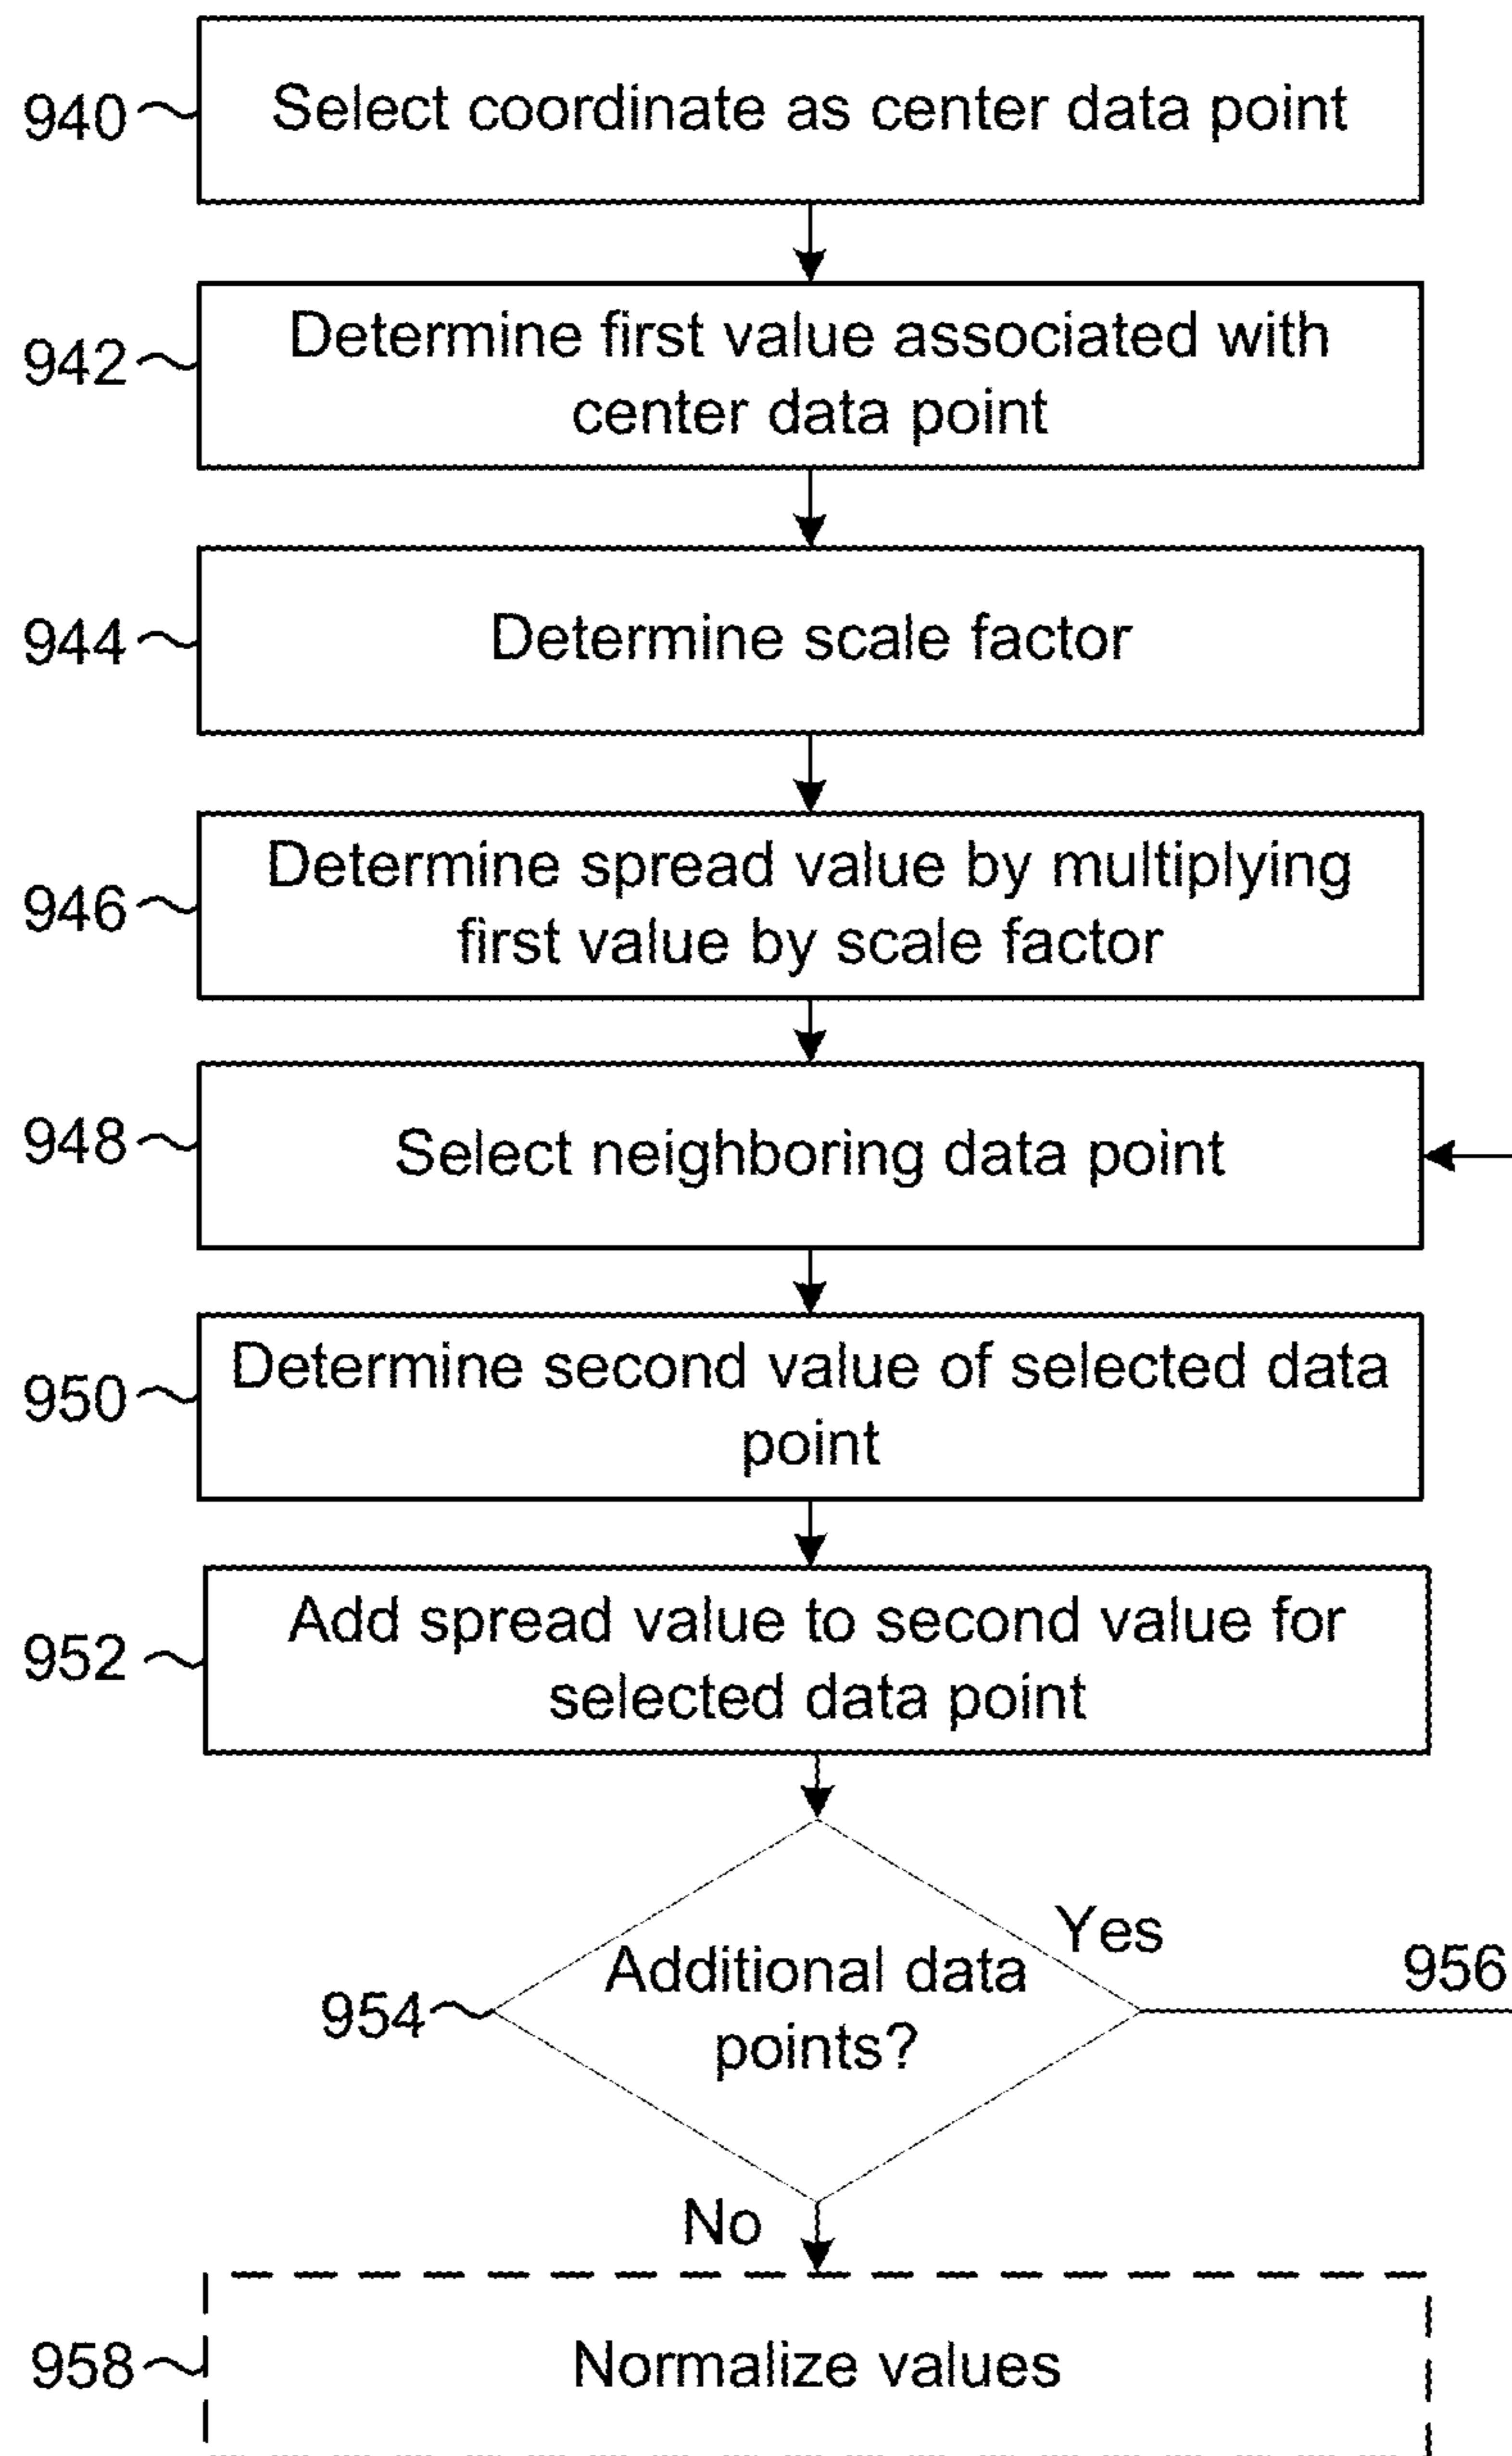 940
Select coordinate as center data point
942
Determine first value associated with
center data point
944
Determine scale factor
946
Determine spread value by multiplying
first value by scale factor
948
Select neighboring data point
950
Determine second value of selected data
point
952
Add spread value to second value for
selected data point
954
Additional data
points?
Yes
956
No
958
Normalize values